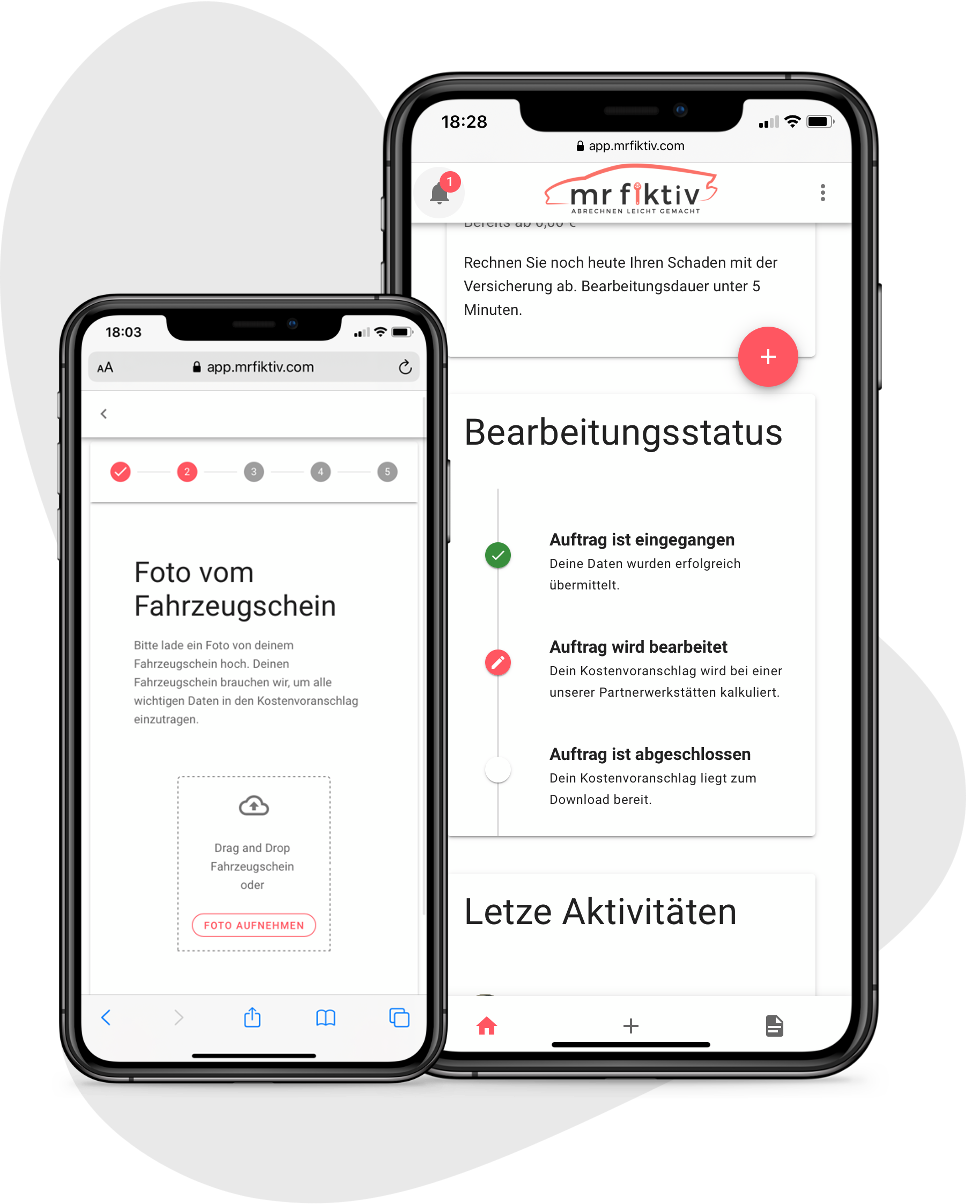 18:03
AA app.mrfiktiv.com
2 3 4 5
Foto vom
Fahrzeugschein
Bitte lade ein Foto von deinem
Fahrzeugschein hoch. Deinen
Fahrzeugschein brauchen wir, um alle
wichtigen Daten in den Kostenvoranschlag
einzutragen.
Drag and Drop
Fahrzeugschein
oder
FOTO AUFNEHMEN
18:28
app.mrfiktiv.com
1
mr fiktiv
ABRECHNEN LEICHT GEMACHT
Bereits ab 0,00 €
Rechnen Sie noch heute Ihren Schaden mit der
Versicherung ab. Bearbeitungsdauer unter 5
Minuten.
+
Bearbeitungsstatus
Auftrag ist eingegangen
Deine Daten wurden erfolgreich
übermittelt.
Auftrag wird bearbeitet
Dein Kostenvoranschlag wird bei einer
unserer Partnerwerkstätten kalkuliert.
Auftrag ist abgeschlossen
Dein Kostenvoranschlag liegt zum
Download bereit.
Letze Aktivitäten